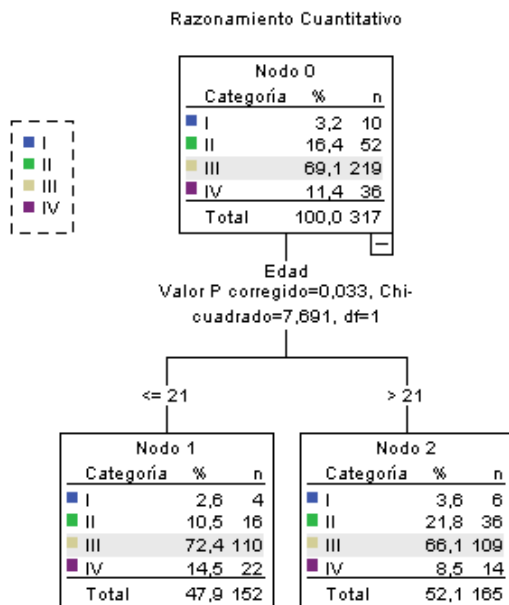 Razonamiento Cuantitativo
I
II
III
IV
Nodo 0
Categoría % n
I 3,2 10
II 16,4 52
III 69,1 219
IV 11,4 36
Total 100,0 317
Edad
Valor P corregido=0,033, Chi-
cuadrado=7,691, df=1
<= 21
> 21
Nodo 1
Categoría % n
I 2,6 4
II 10,5 16
III 72,4 110
IV 14,5 22
Total 47,9 152
Nodo 2
Categoría % n
I 3,6 6
II 21,8 36
III 66,1 109
IV 8,5 14
Total 52,1 165